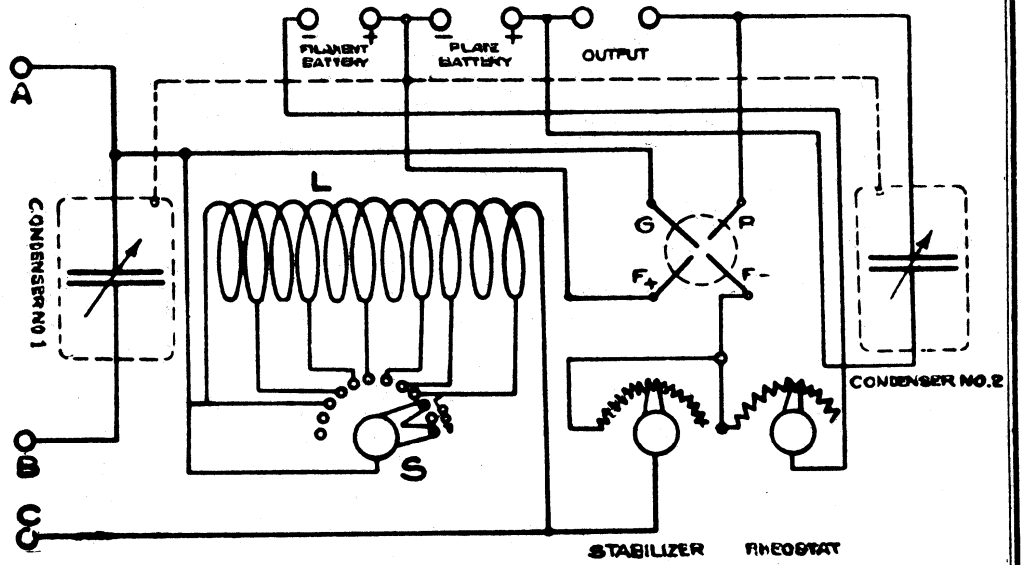 − + − +
FILAMENT
BATTERY
PLATE
BATTERY
OUTPUT
A
L
CONDENSER NO 1
G P
F+ F−
CONDENSER NO. 2
B
S
C
STABILIZER RHEOSTAT